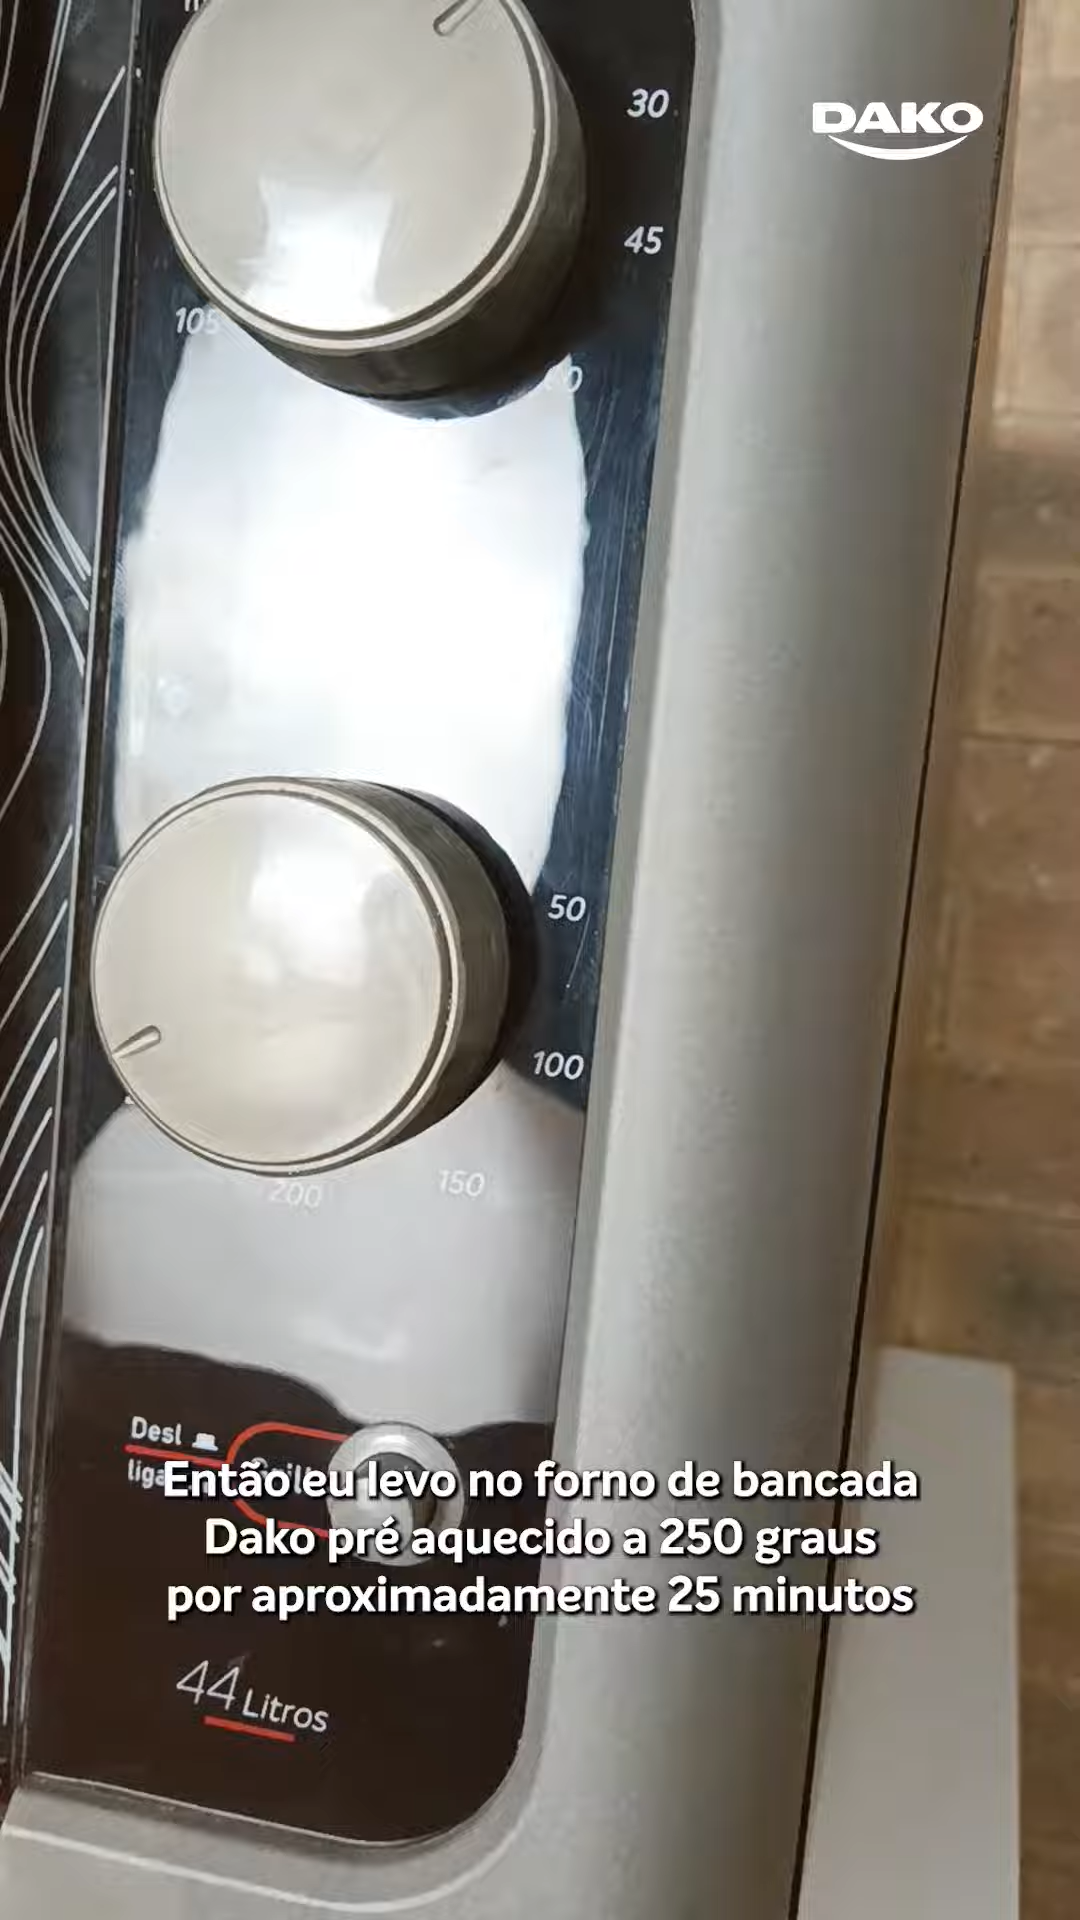 30
DAKO
45
105
50
100
150
200
Desl
liga
Então eu levo no forno de bancada
Dako pré aquecido a 250 graus
por aproximadamente 25 minutos
44 Litros